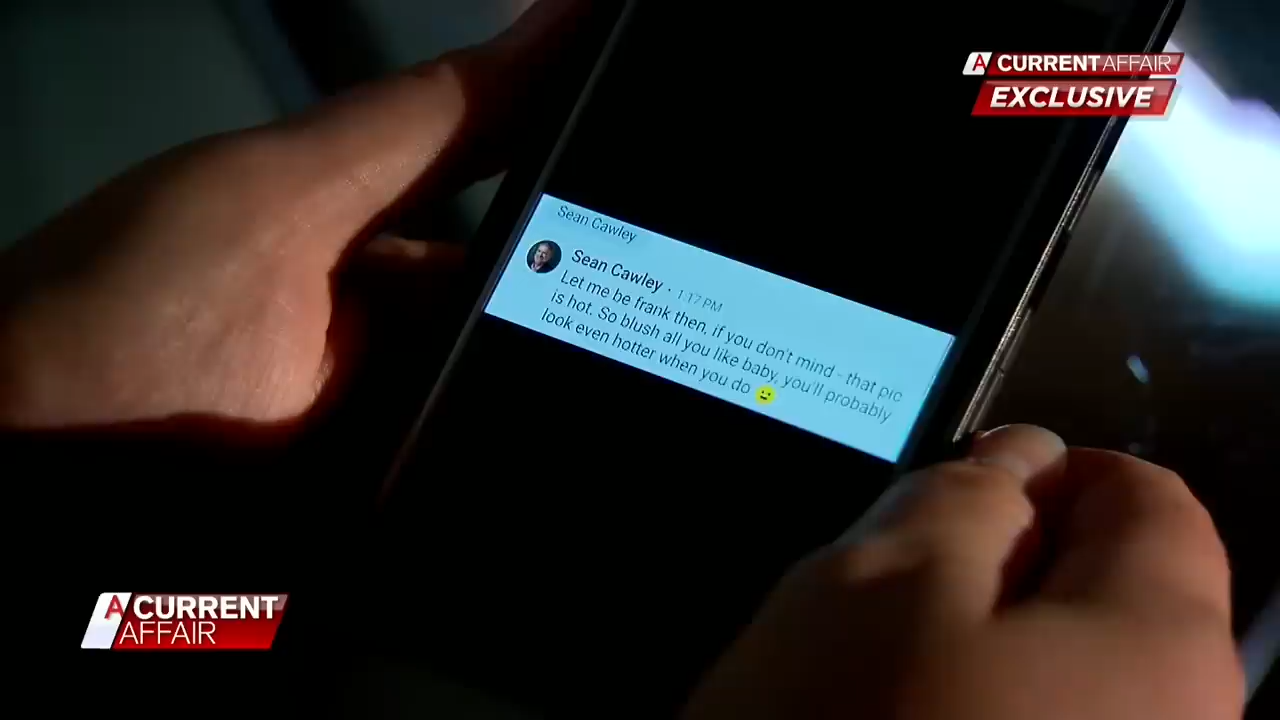 A CURRENT AFFAIR
EXCLUSIVE
Sean Cawley
Sean Cawley · 1:17 PM
Let me be frank then, if you don't mind - that pic
is hot. So blush all you like baby, you'll probably
look even hotter when you do
A CURRENT
AFFAIR